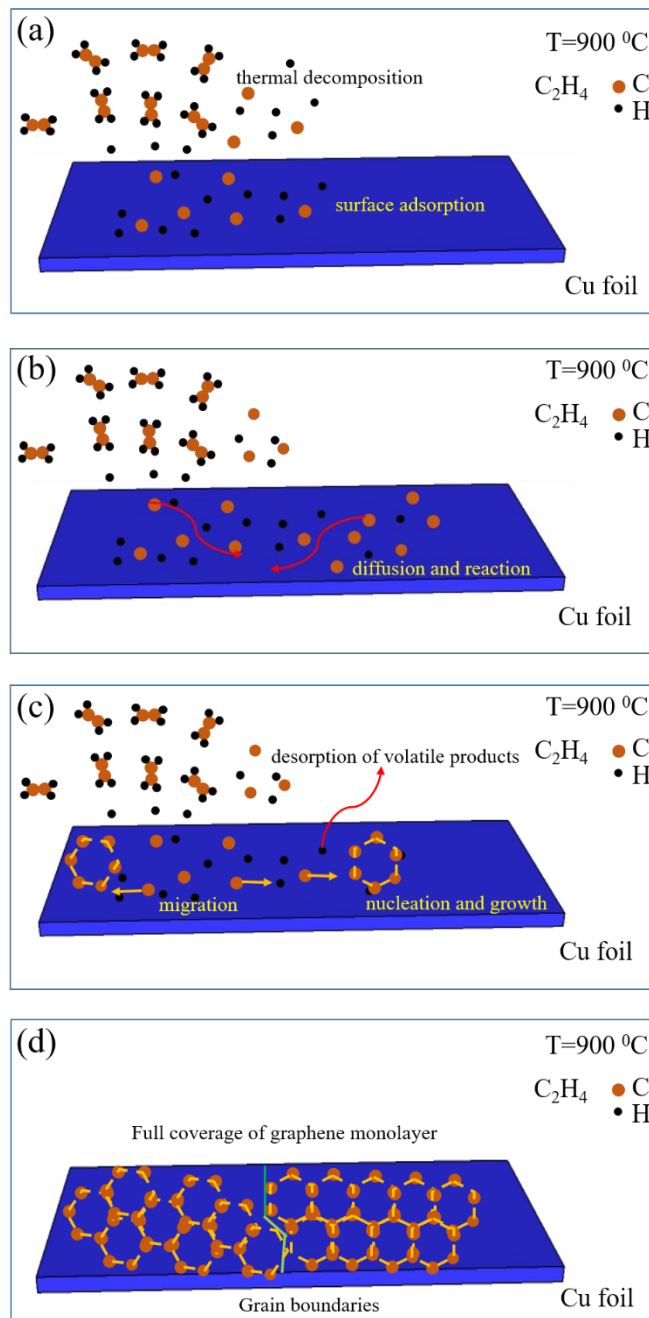 (a)
T=900 ⁰C
thermal decomposition
C₂H₄
C
H
surface adsorption
Cu foil
(b)
T=900 ⁰C
C₂H₄
C
H
diffusion and reaction
Cu foil
(c)
T=900 ⁰C
desorption of volatile products
C₂H₄
C
H
migration
nucleation and growth
Cu foil
(d)
T=900 ⁰C
C₂H₄
C
H
Full coverage of graphene monolayer
Grain boundaries
Cu foil